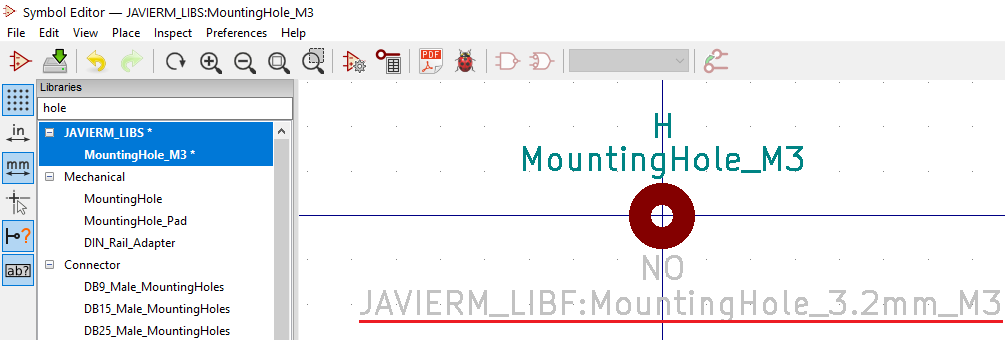 Symbol Editor — JAVIERM_LIBS:MountingHole_M3
File Edit View Place Inspect Preferences Help
PDF
Libraries
hole
JAVIERM_LIBS *
MountingHole_M3 *
Mechanical
MountingHole
MountingHole_Pad
DIN_Rail_Adapter
Connector
DB9_Male_MountingHoles
DB15_Male_MountingHoles
DB25_Male_MountingHoles
in
mm
?
ab?
H
MountingHole_M3
NO
JAVIERM_LIBF:MountingHole_3.2mm_M3